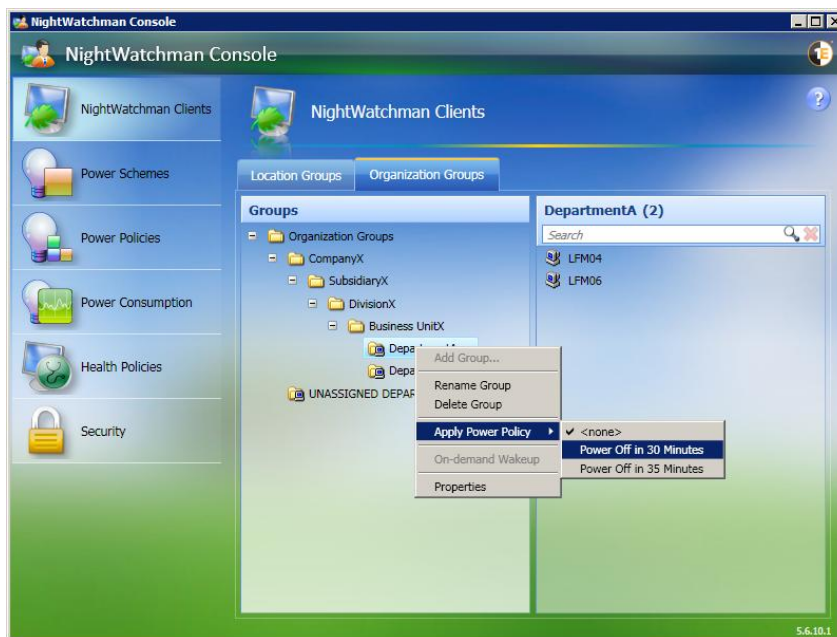 NightWatchman Console
NightWatchman Console
1E
NightWatchman Clients
Power Schemes
Power Policies
Power Consumption
Health Policies
Security
NightWatchman Clients
?
Location Groups
Organization Groups
Groups
Organization Groups
CompanyX
SubsidiaryX
DivisionX
Business UnitX
Depa
UNASSIGNED DEPAR
DepartmentA (2)
Search
LFM04
LFM06
Add Group...
Rename Group
Delete Group
Apply Power Policy
On-demand Wakeup
Properties
<none>
Power Off in 30 Minutes
Power Off in 35 Minutes
5.6.10.1